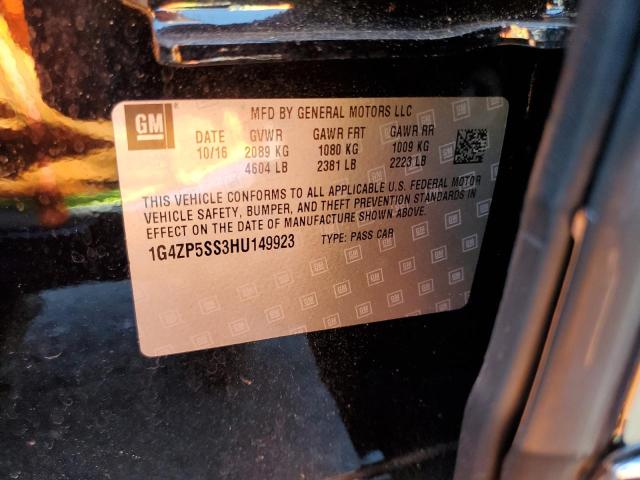 GM
MFD BY GENERAL MOTORS LLC
DATE GVWR GAWR FRT GAWR RR
10/16 2089 KG 1080 KG 1009 KG
4604 LB 2381 LB 2223 LB
THIS VEHICLE CONFORMS TO ALL APPLICABLE U.S. FEDERAL MOTOR
VEHICLE SAFETY, BUMPER, AND THEFT PREVENTION STANDARDS IN
EFFECT ON THE DATE OF MANUFACTURE SHOWN ABOVE.
1G4ZP5SS3HU149923 TYPE: PASS CAR